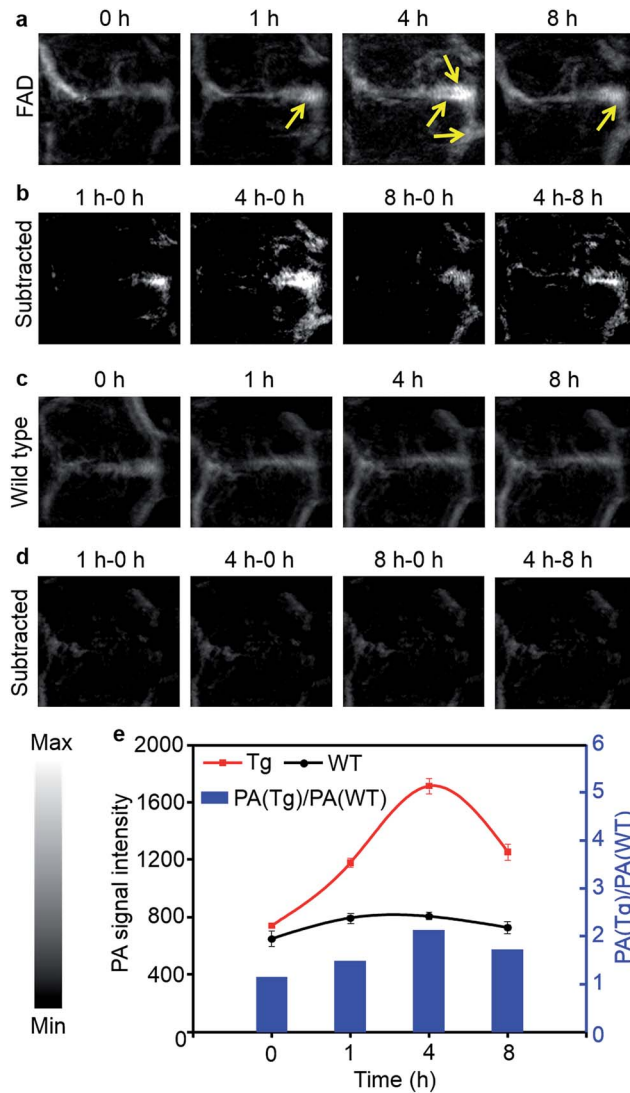 a 0 h 1 h 4 h 8 h
FAD
b 1 h-0 h 4 h-0 h 8 h-0 h 4 h-8 h
Subtracted
c 0 h 1 h 4 h 8 h
Wild type
d 1 h-0 h 4 h-0 h 8 h-0 h 4 h-8 h
Subtracted
Max
Min
e
Tg WT
PA(Tg)/PA(WT)
PA signal intensity
2000
1600
1200
800
400
0
6
5
4
3
2
1
0
PA(Tg)/PA(WT)
0 1 4 8
Time (h)